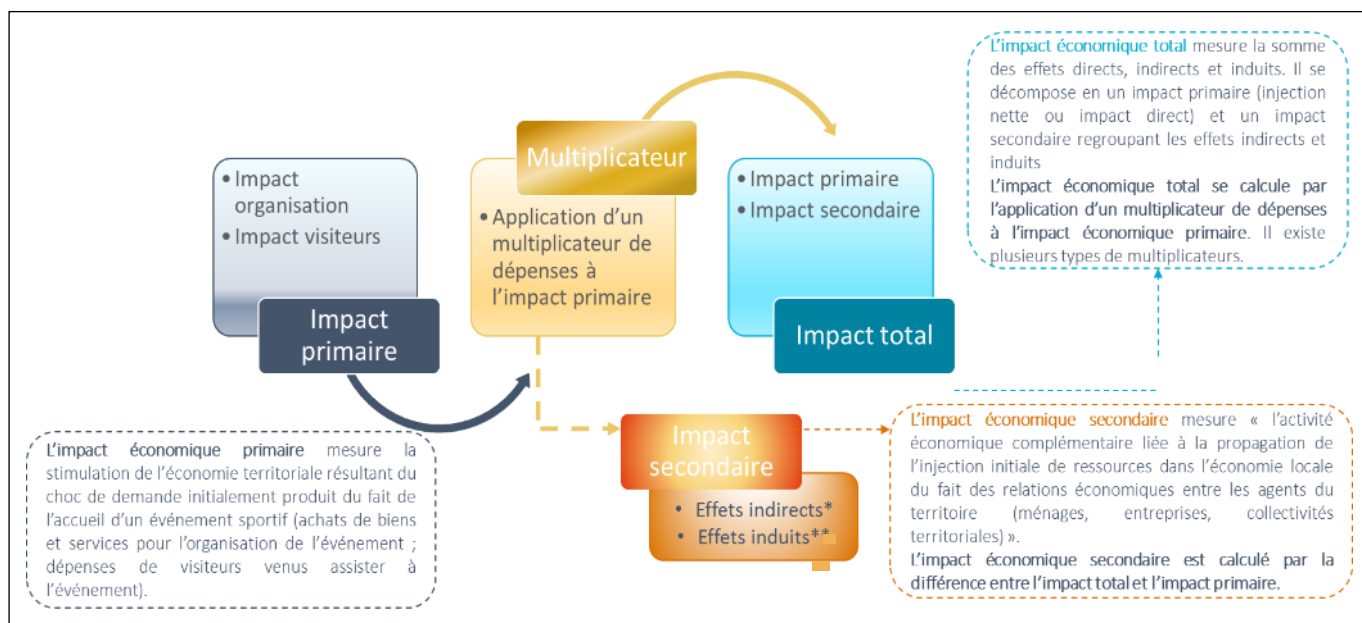 • Impact
organisation
• Impact visiteurs
Impact
primaire
Multiplicateur
• Application d'un
multiplicateur de
dépenses à
l'impact primaire
• Impact primaire
• Impact secondaire
Impact total
L'impact économique total mesure la somme
des effets directs, indirects et induits. Il se
décompose en un impact primaire (injection
nette ou impact direct) et un impact
secondaire regroupant les effets indirects et
induits
L'impact économique total se calcule par
l'application d'un multiplicateur de dépenses
à l'impact économique primaire. Il existe
plusieurs types de multiplicateurs.
L'impact économique primaire mesure la
stimulation de l'économie territoriale résultant du
choc de demande initialement produit du fait de
l'accueil d'un événement sportif (achats de biens
et services pour l'organisation de l'événement ;
dépenses de visiteurs venus assister à
l'événement).
Impact
secondaire
• Effets indirects*
• Effets induits**
L'impact économique secondaire mesure « l'activité
économique complémentaire liée à la propagation de
l'injection initiale de ressources dans l'économie locale
du fait des relations économiques entre les agents du
territoire (ménages, entreprises, collectivités
territoriales) ».
L'impact économique secondaire est calculé par la
différence entre l'impact total et l'impact primaire.